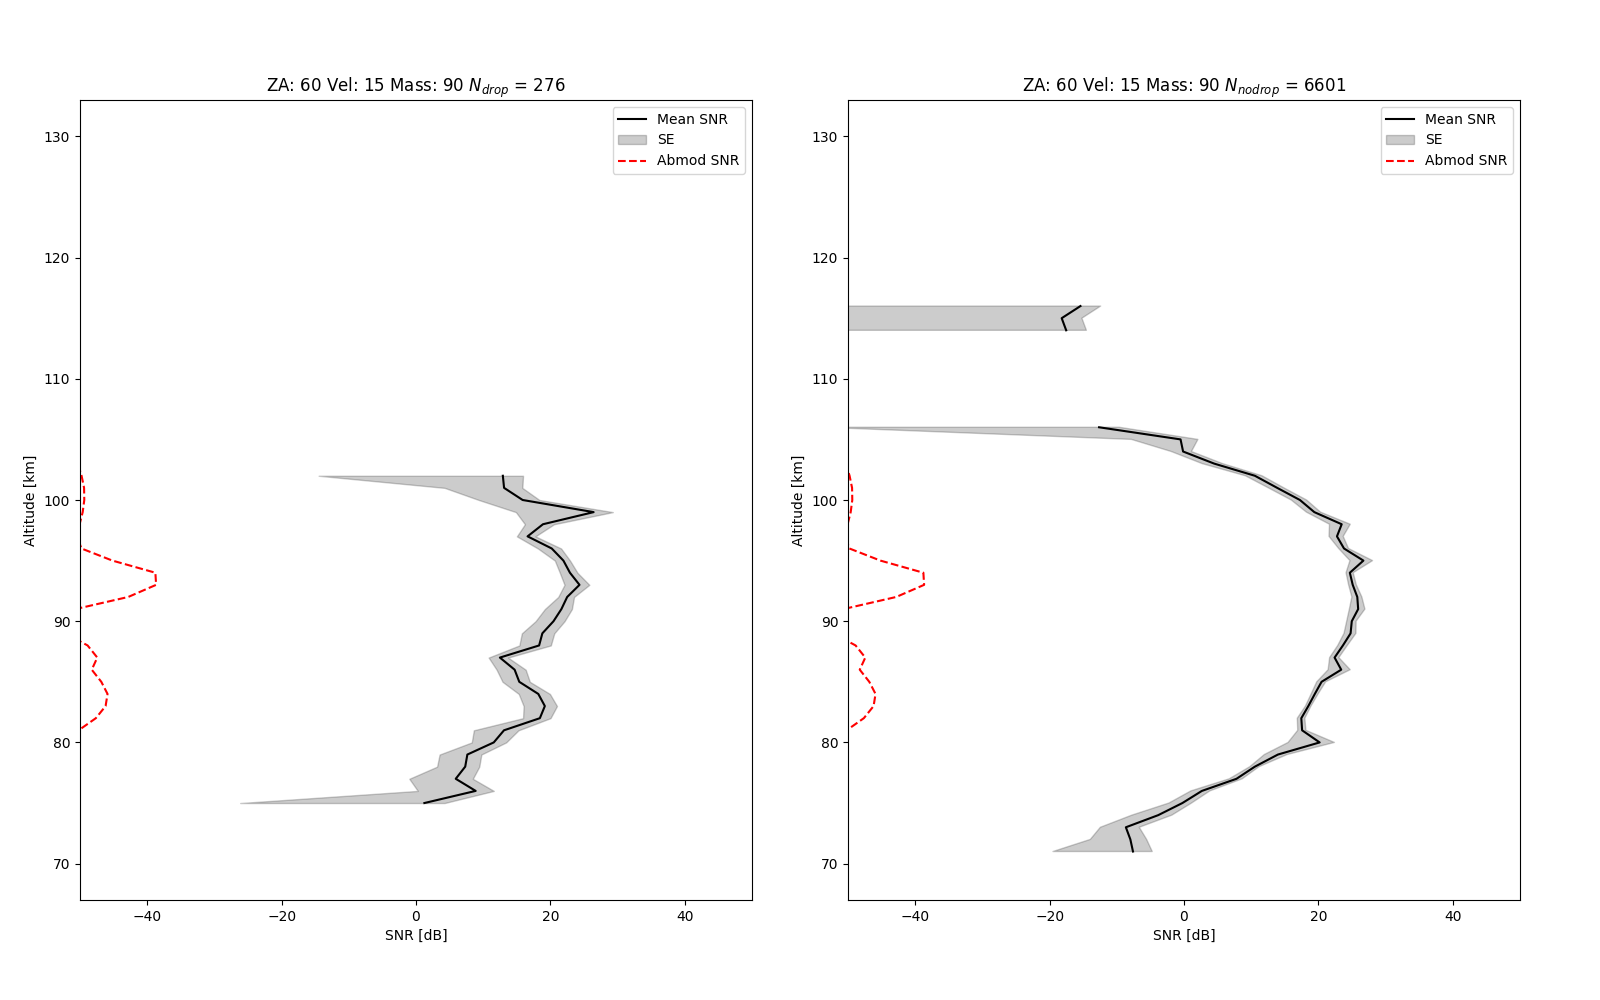 ZA: 60 Vel: 15 Mass: 90 N_drop = 276
Mean SNR
SE
Abmod SNR
130
120
110
100
90
80
70
Altitude [km]
−40
−20
0
20
40
SNR [dB]
ZA: 60 Vel: 15 Mass: 90 N_nodrop = 6601
Mean SNR
SE
Abmod SNR
130
120
110
100
90
80
70
Altitude [km]
−40
−20
0
20
40
SNR [dB]